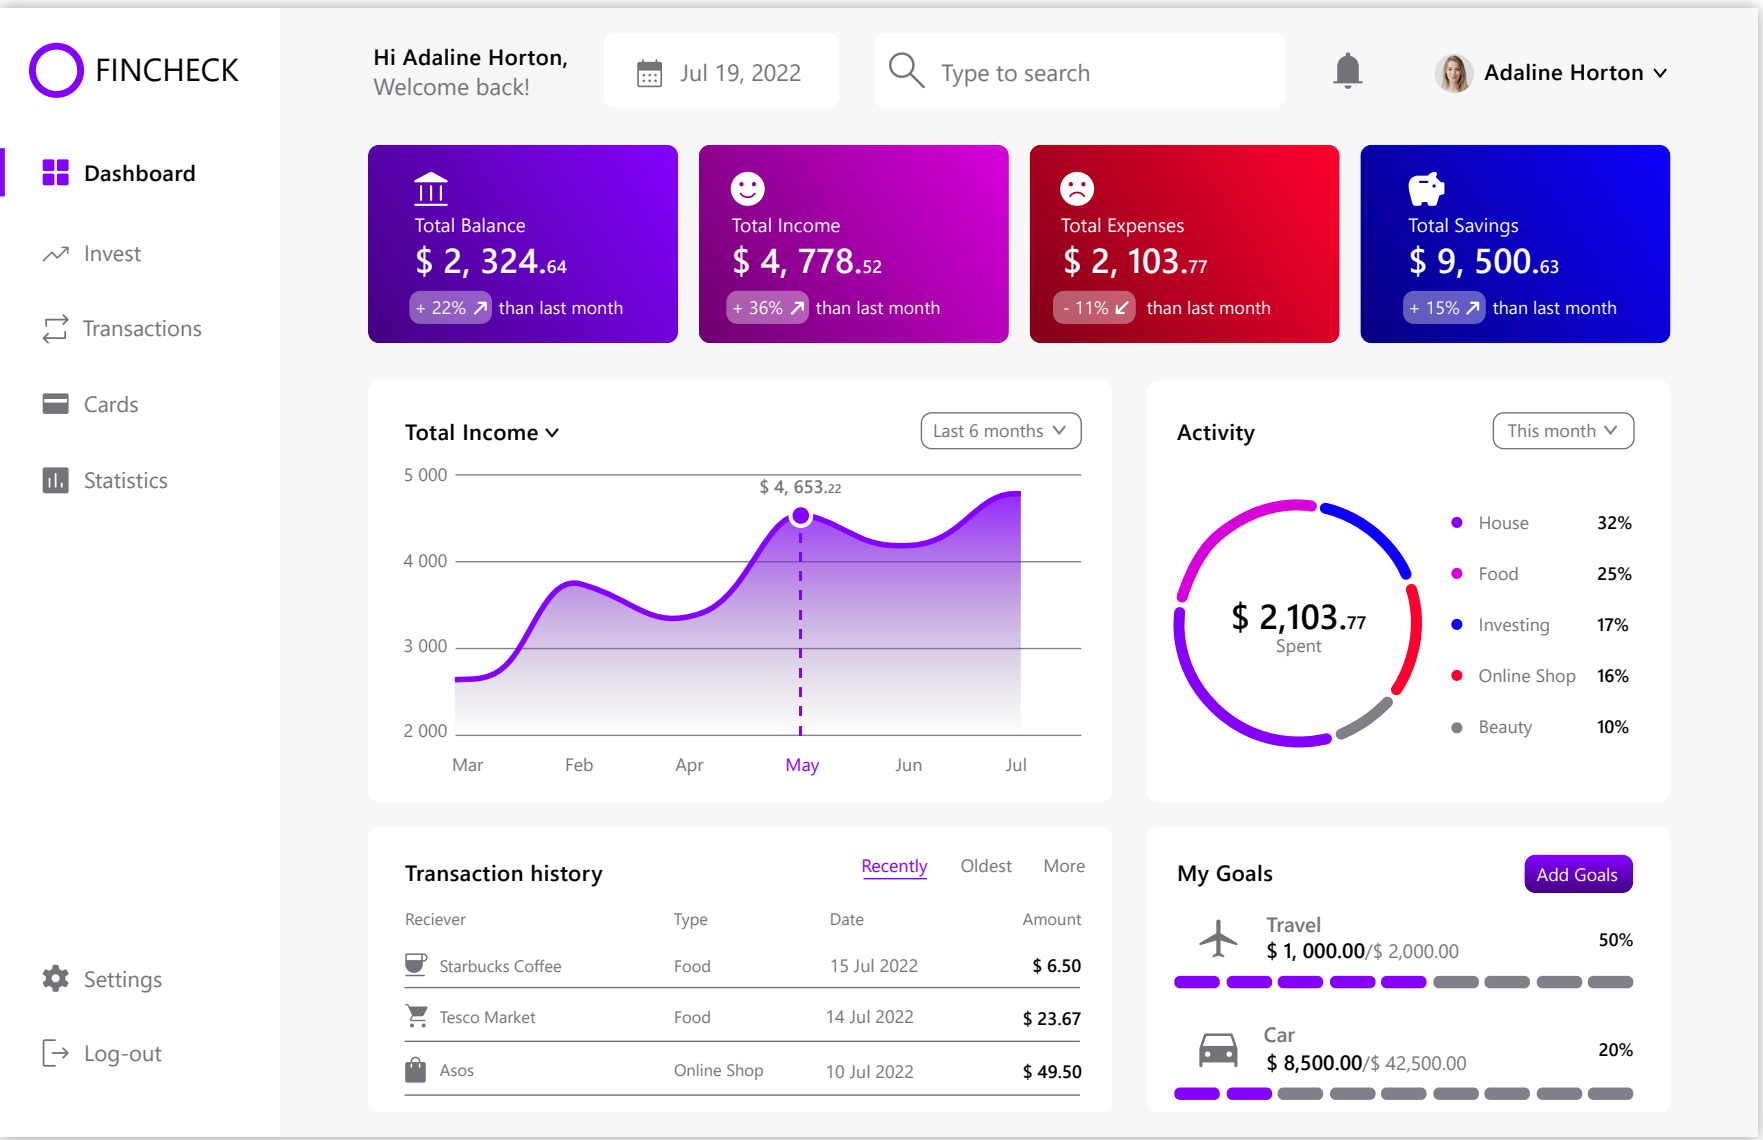 FINCHECK
Hi Adaline Horton,
Welcome back!
Jul 19, 2022
Type to search
Adaline Horton
Dashboard
Invest
Transactions
Cards
Statistics
Settings
Log-out
Total Balance
$ 2, 324.64
+ 22% than last month
Total Income
$ 4, 778.52
+ 36% than last month
Total Expenses
$ 2, 103.77
- 11% than last month
Total Savings
$ 9, 500.63
+ 15% than last month
Total Income
Last 6 months
5 000
$ 4, 653.22
4 000
3 000
2 000
Mar Feb Apr May Jun Jul
Activity
This month
$ 2,103.77
Spent
House 32%
Food 25%
Investing 17%
Online Shop 16%
Beauty 10%
Transaction history
Recently Oldest More
Reciever Type Date Amount
Starbucks Coffee Food 15 Jul 2022 $ 6.50
Tesco Market Food 14 Jul 2022 $ 23.67
Asos Online Shop 10 Jul 2022 $ 49.50
My Goals
Add Goals
Travel
$ 1, 000.00/$ 2,000.00
50%
Car
$ 8,500.00/$ 42,500.00
20%